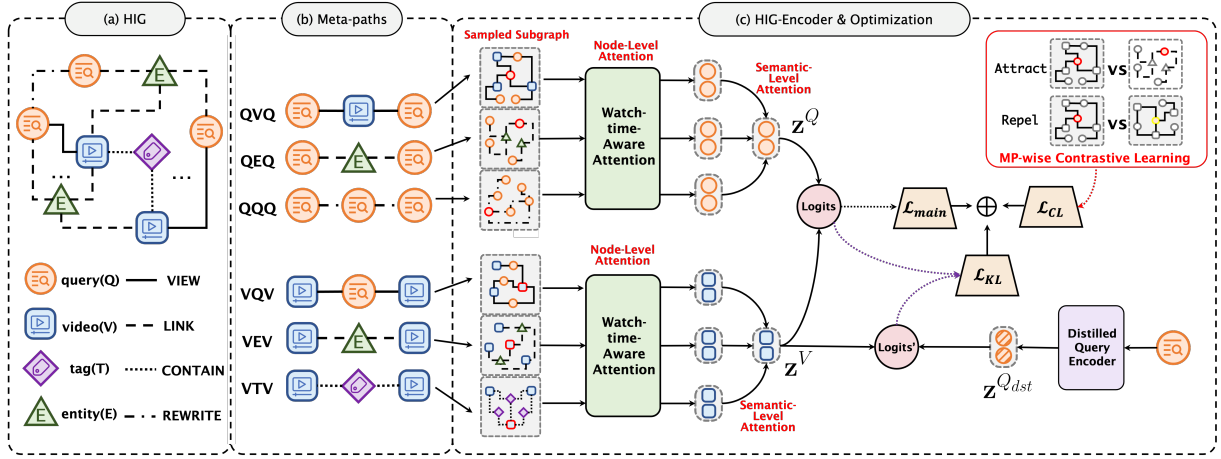 (a) HIG
E
E
...
...
query(Q)
VIEW
video(V)
LINK
tag(T)
CONTAIN
E
entity(E)
REWRITE
(b) Meta-paths
QVQ
QEQ
E
QQQ
VQV
VEV
E
VTV
(c) HIG-Encoder & Optimization
Sampled Subgraph
Node-Level
Attention
Watch-
time-
Aware
Attention
Semantic-
Level
Attention
Z^Q
Node-Level
Attention
Watch-
time-
Aware
Attention
Semantic-
Level
Attention
Z^V
Logits
ℒ_main
⊕
ℒ_CL
ℒ_KL
Logits'
Z^{Q_dst}
Distilled
Query
Encoder
Attract
VS
Repel
VS
MP-wise Contrastive Learning